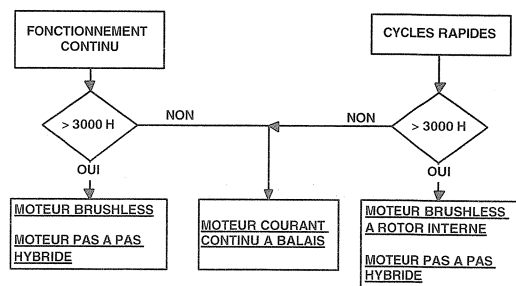 FONCTIONNEMENT
CONTINU
CYCLES RAPIDES
> 3000 H
NON
NON
> 3000 H
OUI
OUI
MOTEUR BRUSHLESS
MOTEUR PAS A PAS
HYBRIDE
MOTEUR COURANT
CONTINU A BALAIS
MOTEUR BRUSHLESS
A ROTOR INTERNE
MOTEUR PAS A PAS
HYBRIDE